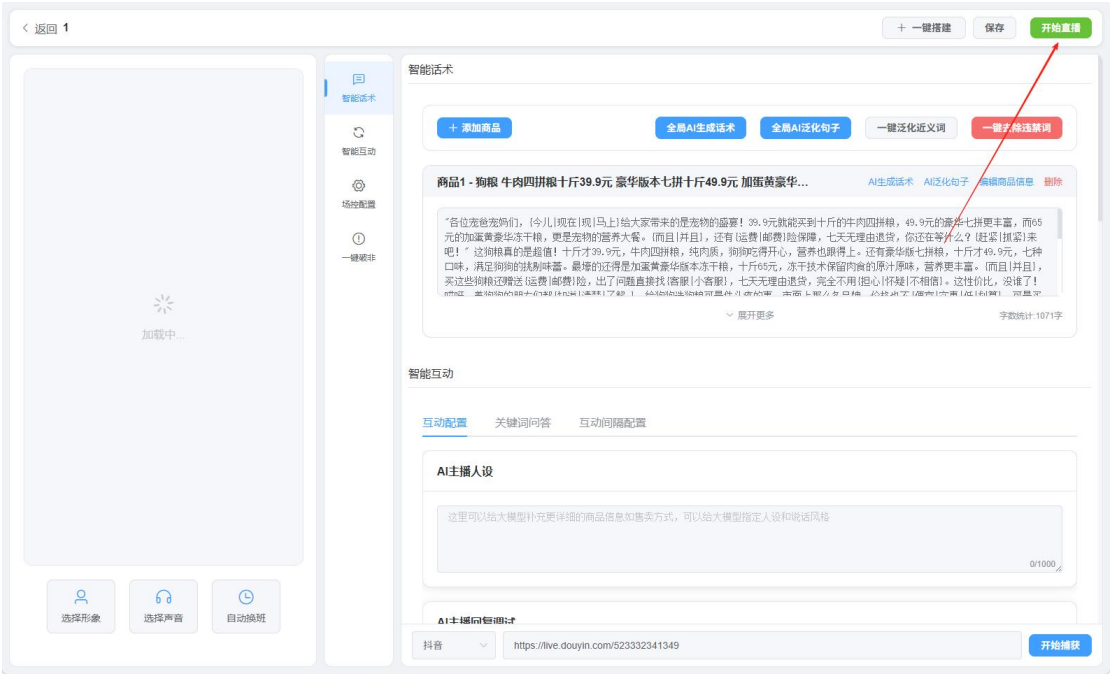 返回 1
一键搭建
保存
开始直播
加载中...
选择形象
选择声音
自动换班
智能话术
智能互动
场控配置
一键破非
智能话术
添加商品
全局AI生成话术
全局AI泛化句子
一键泛化近义词
一键去除违禁词
商品1 - 狗粮 牛肉四拼粮十斤39.9元 豪华版本七拼十斤49.9元 加蛋黄豪华...
AI生成话术
AI泛化句子
编辑商品信息
删除
“各位宠爸宠妈们，{今儿|现在|现|马上}给大家带来的是宠物的盛宴！39.9元就能买到十斤的牛肉四拼粮，49.9元的豪华七拼更丰富，而65
元的加蛋黄豪华冻干粮，更是宠物的营养大餐。{而且|并且}，还有{运费|邮费}险保障，七天无理由退货，你还在等什么？{赶紧|抓紧}来
吧！”这狗粮真的是超值！十斤才39.9元，牛肉四拼粮，纯肉质，狗狗吃得开心，营养也跟得上。还有豪华版七拼粮，十斤才49.9元，七种
口味，满足狗狗的挑剔味蕾。最壕的还得是加蛋黄豪华版本冻干粮，十斤65元，冻干技术保留肉食的原汁原味，营养更丰富。{而且|并且}，
买这些狗粮还赠送{运费|邮费}险，出了问题直接找{客服|小客服}，七天无理由退货，完全不用{担心|怀疑|不相信}。这性价比，没谁了！
展开更多
字数统计:1071字
智能互动
互动配置
关键词问答
互动间隔配置
AI主播人设
这里可以给大模型补充更详细的商品信息如售卖方式，可以给大模型指定人设和说话风格
0/1000
AI主播回复调试
抖音
https://live.douyin.com/523332341349
开始捕获